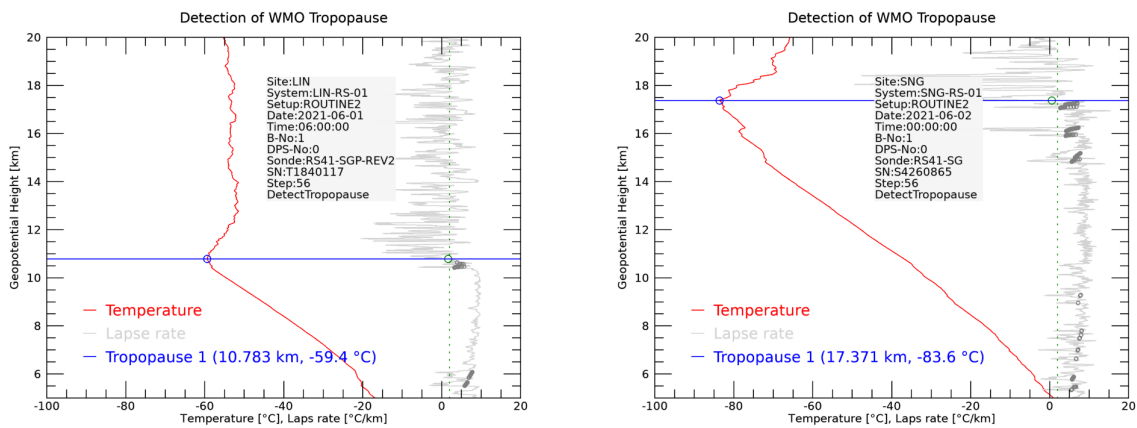 Detection of WMO Tropopause
20
18
16
14
12
10
8
6
Geopotential Height [km]
Site:LIN
System:LIN-RS-01
Setup:ROUTINE2
Date:2021-06-01
Time:06:00:00
B-No:1
DPS-No:0
Sonde:RS41-SGP-REV2
SN:T1840117
Step:56
DetectTropopause
Temperature
Lapse rate
Tropopause 1 (10.783 km, -59.4 °C)
-100 -80 -60 -40 -20 0 20
Temperature [°C], Laps rate [°C/km]
Detection of WMO Tropopause
20
18
16
14
12
10
8
6
Geopotential Height [km]
Site:SNG
System:SNG-RS-01
Setup:ROUTINE2
Date:2021-06-02
Time:00:00:00
B-No:1
DPS-No:0
Sonde:RS41-SG
SN:S4260865
Step:56
DetectTropopause
Temperature
Lapse rate
Tropopause 1 (17.371 km, -83.6 °C)
-100 -80 -60 -40 -20 0 20
Temperature [°C], Laps rate [°C/km]